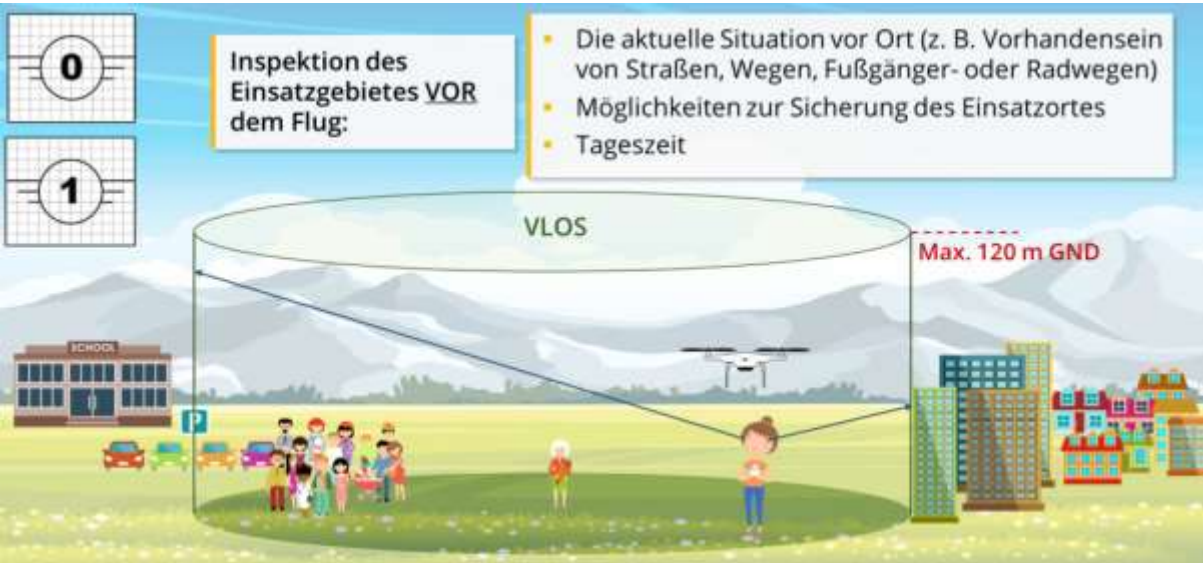 0
1
Inspektion des
Einsatzgebietes VOR
dem Flug:
• Die aktuelle Situation vor Ort (z. B. Vorhandensein
von Straßen, Wegen, Fußgänger- oder Radwegen)
• Möglichkeiten zur Sicherung des Einsatzortes
• Tageszeit
VLOS
Max. 120 m GND
SCHOOL
P